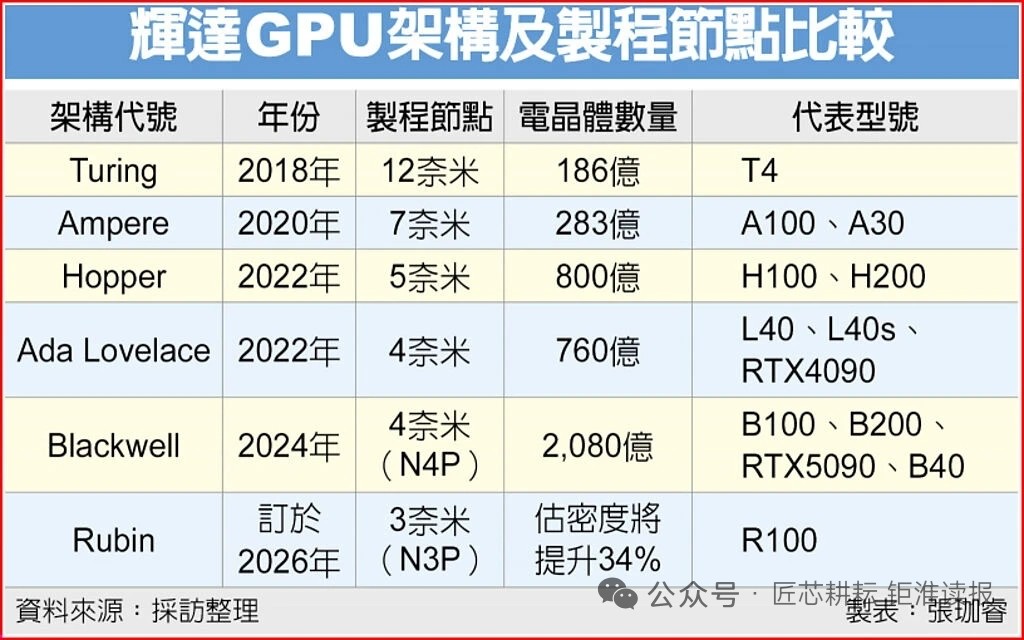 輝達GPU架構及製程節點比較
架構代號 年份 製程節點 電晶體數量 代表型號
Turing 2018年 12奈米 186億 T4
Ampere 2020年 7奈米 283億 A100、A30
Hopper 2022年 5奈米 800億 H100、H200
Ada Lovelace 2022年 4奈米 760億 L40、L40s、
RTX4090
Blackwell 2024年 4奈米
（N4P） 2,080億 B100、B200、
RTX5090、B40
Rubin 訂於
2026年 3奈米
（N3P） 估密度將
提升34% R100
資料來源：採訪整理
製表：張珈睿
公众号 · 匠芯耕耘 钜淮读报